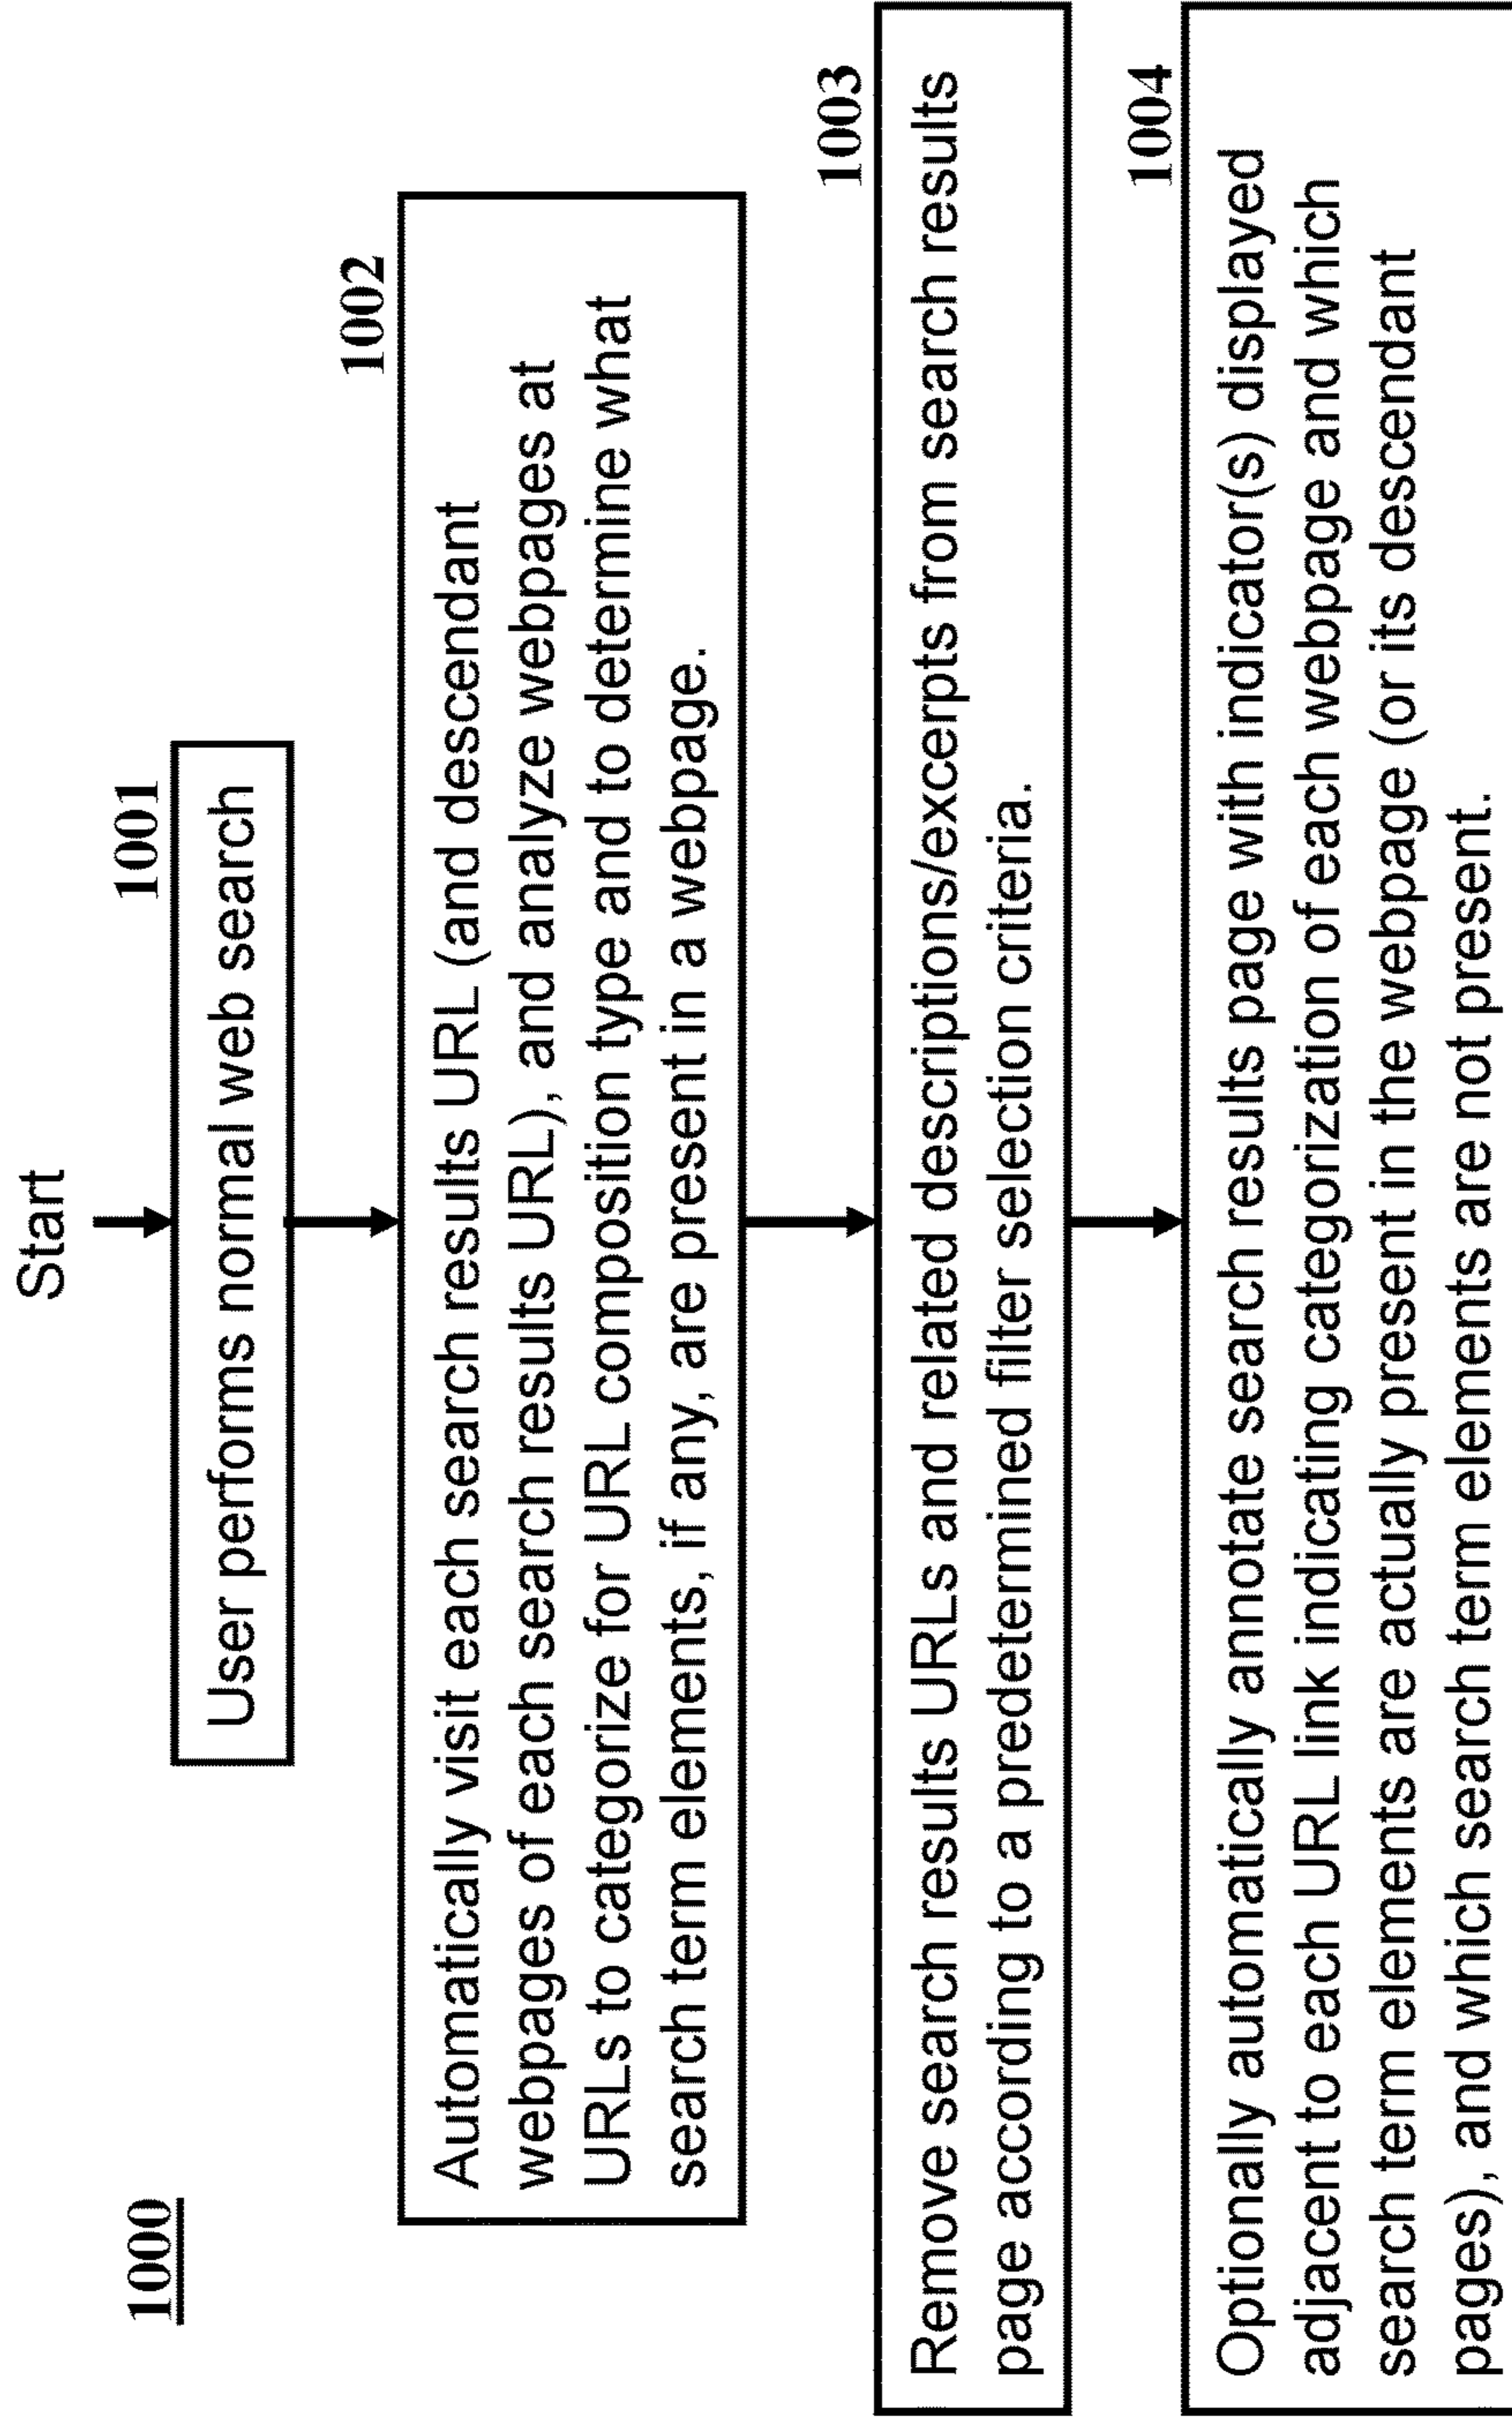 1000
Start
1001
User performs normal web search
1002
Automatically visit each search results URL (and descendant
webpages of each search results URL), and analyze webpages at
URLs to categorize for URL composition type and to determine what
search term elements, if any, are present in a webpage.
1003
Remove search results URLs and related descriptions/excerpts from search results
page according to a predetermined filter selection criteria.
1004
Optionally automatically annotate search results page with indicator(s) displayed
adjacent to each URL link indicating categorization of each webpage and which
search term elements are actually present in the webpage (or its descendant
pages), and which search term elements are not present.